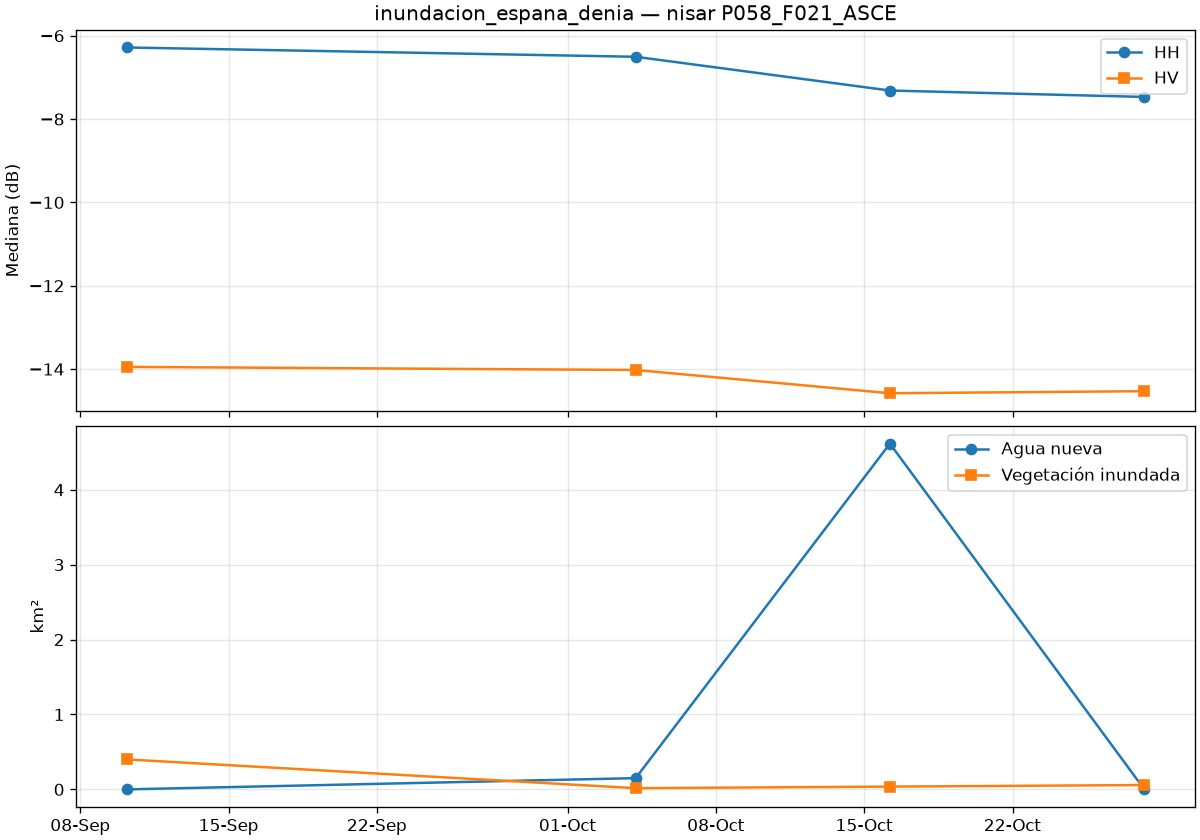 inundacion_espana_denia — nisar P058_F021_ASCE
−6
−8
−10
−12
−14
Mediana (dB)
HH
HV
4
3
2
1
0
km²
Agua nueva
Vegetación inundada
08-Sep 15-Sep 22-Sep 01-Oct 08-Oct 15-Oct 22-Oct